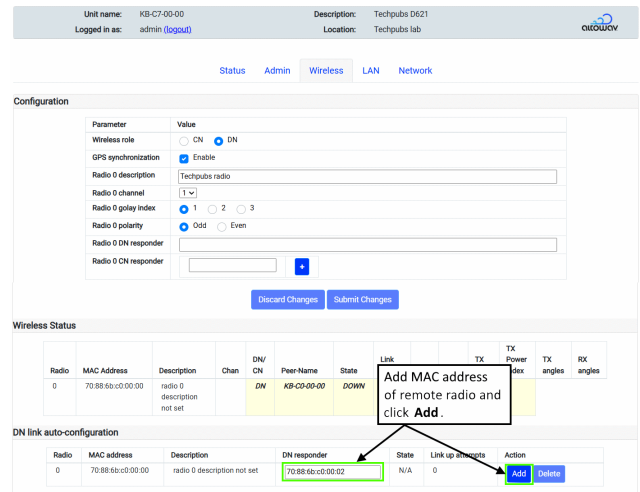 Unit name: KB-C7-00-00 Description: Techpubs D621
Logged in as: admin (logout) Location: Techpubs lab
altowav
Status Admin Wireless LAN Network
Configuration
Parameter Value
Wireless role CN DN
GPS synchronization Enable
Radio 0 description Techpubs radio
Radio 0 channel 1
Radio 0 golay index 1 2 3
Radio 0 polarity Odd Even
Radio 0 DN responder
Radio 0 CN responder +
Discard Changes Submit Changes
Wireless Status
TX
DN/ Link TX Power TX RX
Radio MAC Address Description Chan CN Peer-Name State dex angles angles
0 70:88:6b:c0:00:00 radio 0 DN KB-C0-00-00 DOWN
description
not set
Add MAC address
of remote radio and
click Add.
DN link auto-configuration
Radio MAC address Description DN responder State Link up attempts Action
0 70:88:6b:c0:00:00 radio 0 description not set 70:88:6b:c0:00:02 N/A 0 Add Delete